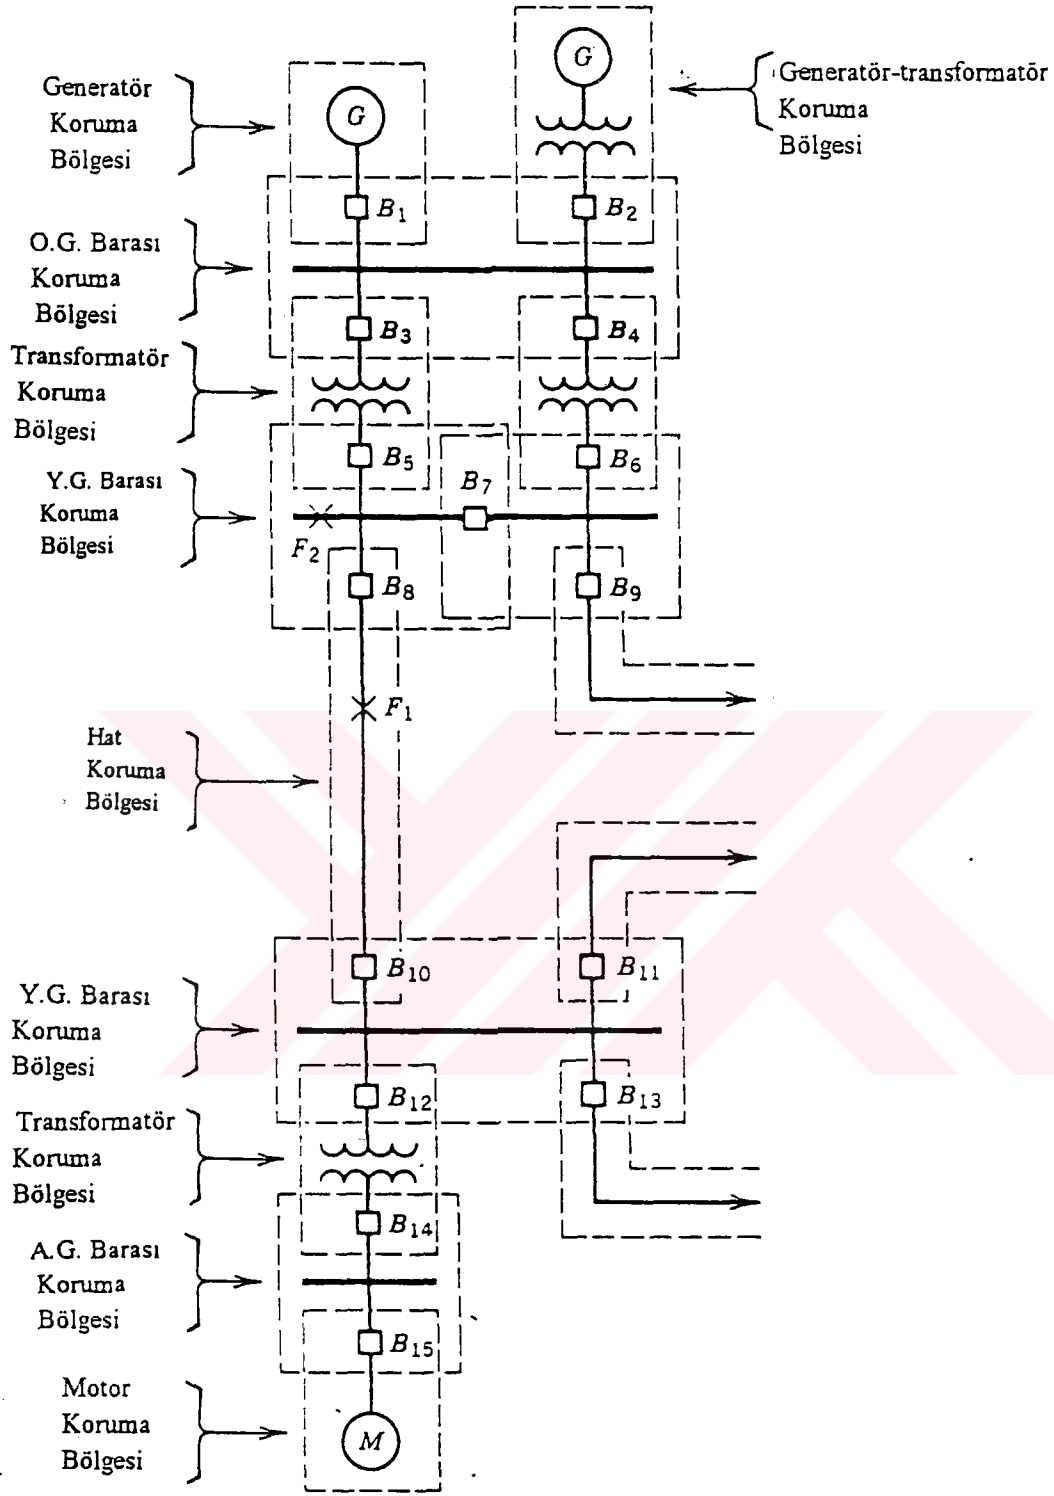 Generatör
Koruma
Bölgesi
G
G
Generatör-transformatör
Koruma
Bölgesi
B1
B2
O.G. Barası
Koruma
Bölgesi
B3
B4
Transformatör
Koruma
Bölgesi
B5
B6
B7
Y.G. Barası
Koruma
Bölgesi
F2
B8
B9
F1
Hat
Koruma
Bölgesi
B10
B11
Y.G. Barası
Koruma
Bölgesi
B12
B13
Transformatör
Koruma
Bölgesi
B14
A.G. Barası
Koruma
Bölgesi
B15
Motor
Koruma
Bölgesi
M